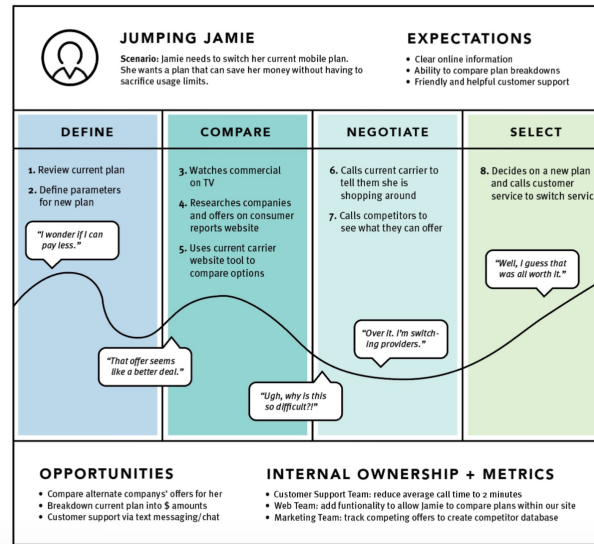 JUMPING JAMIE
Scenario: Jamie needs to switch her current mobile plan.
She wants a plan that can save her money without having to
sacrifice usage limits.
EXPECTATIONS
• Clear online information
• Ability to compare plan breakdowns
• Friendly and helpful customer support
DEFINE
COMPARE
NEGOTIATE
SELECT
1. Review current plan
2. Define parameters
for new plan
3. Watches commercial
on TV
4. Researches companies
and offers on consumer
reports website
5. Uses current carrier
website tool to
compare options
6. Calls current carrier to
tell them she is
shopping around
7. Calls competitors to
see what they can offer
8. Decides on a new plan
and calls customer
service to switch servic
"I wonder if I can
pay less."
"That offer seems
like a better deal."
"Ugh, why is this
so difficult?!"
"Over it. I'm switch-
ing providers."
"Well, I guess that
was all worth it."
OPPORTUNITIES
• Compare alternate companys' offers for her
• Breakdown current plan into $ amounts
• Customer support via text messaging/chat
INTERNAL OWNERSHIP + METRICS
• Customer Support Team: reduce average call time to 2 minutes
• Web Team: add funtionality to allow Jamie to compare plans within our site
• Marketing Team: track competing offers to create competitor database